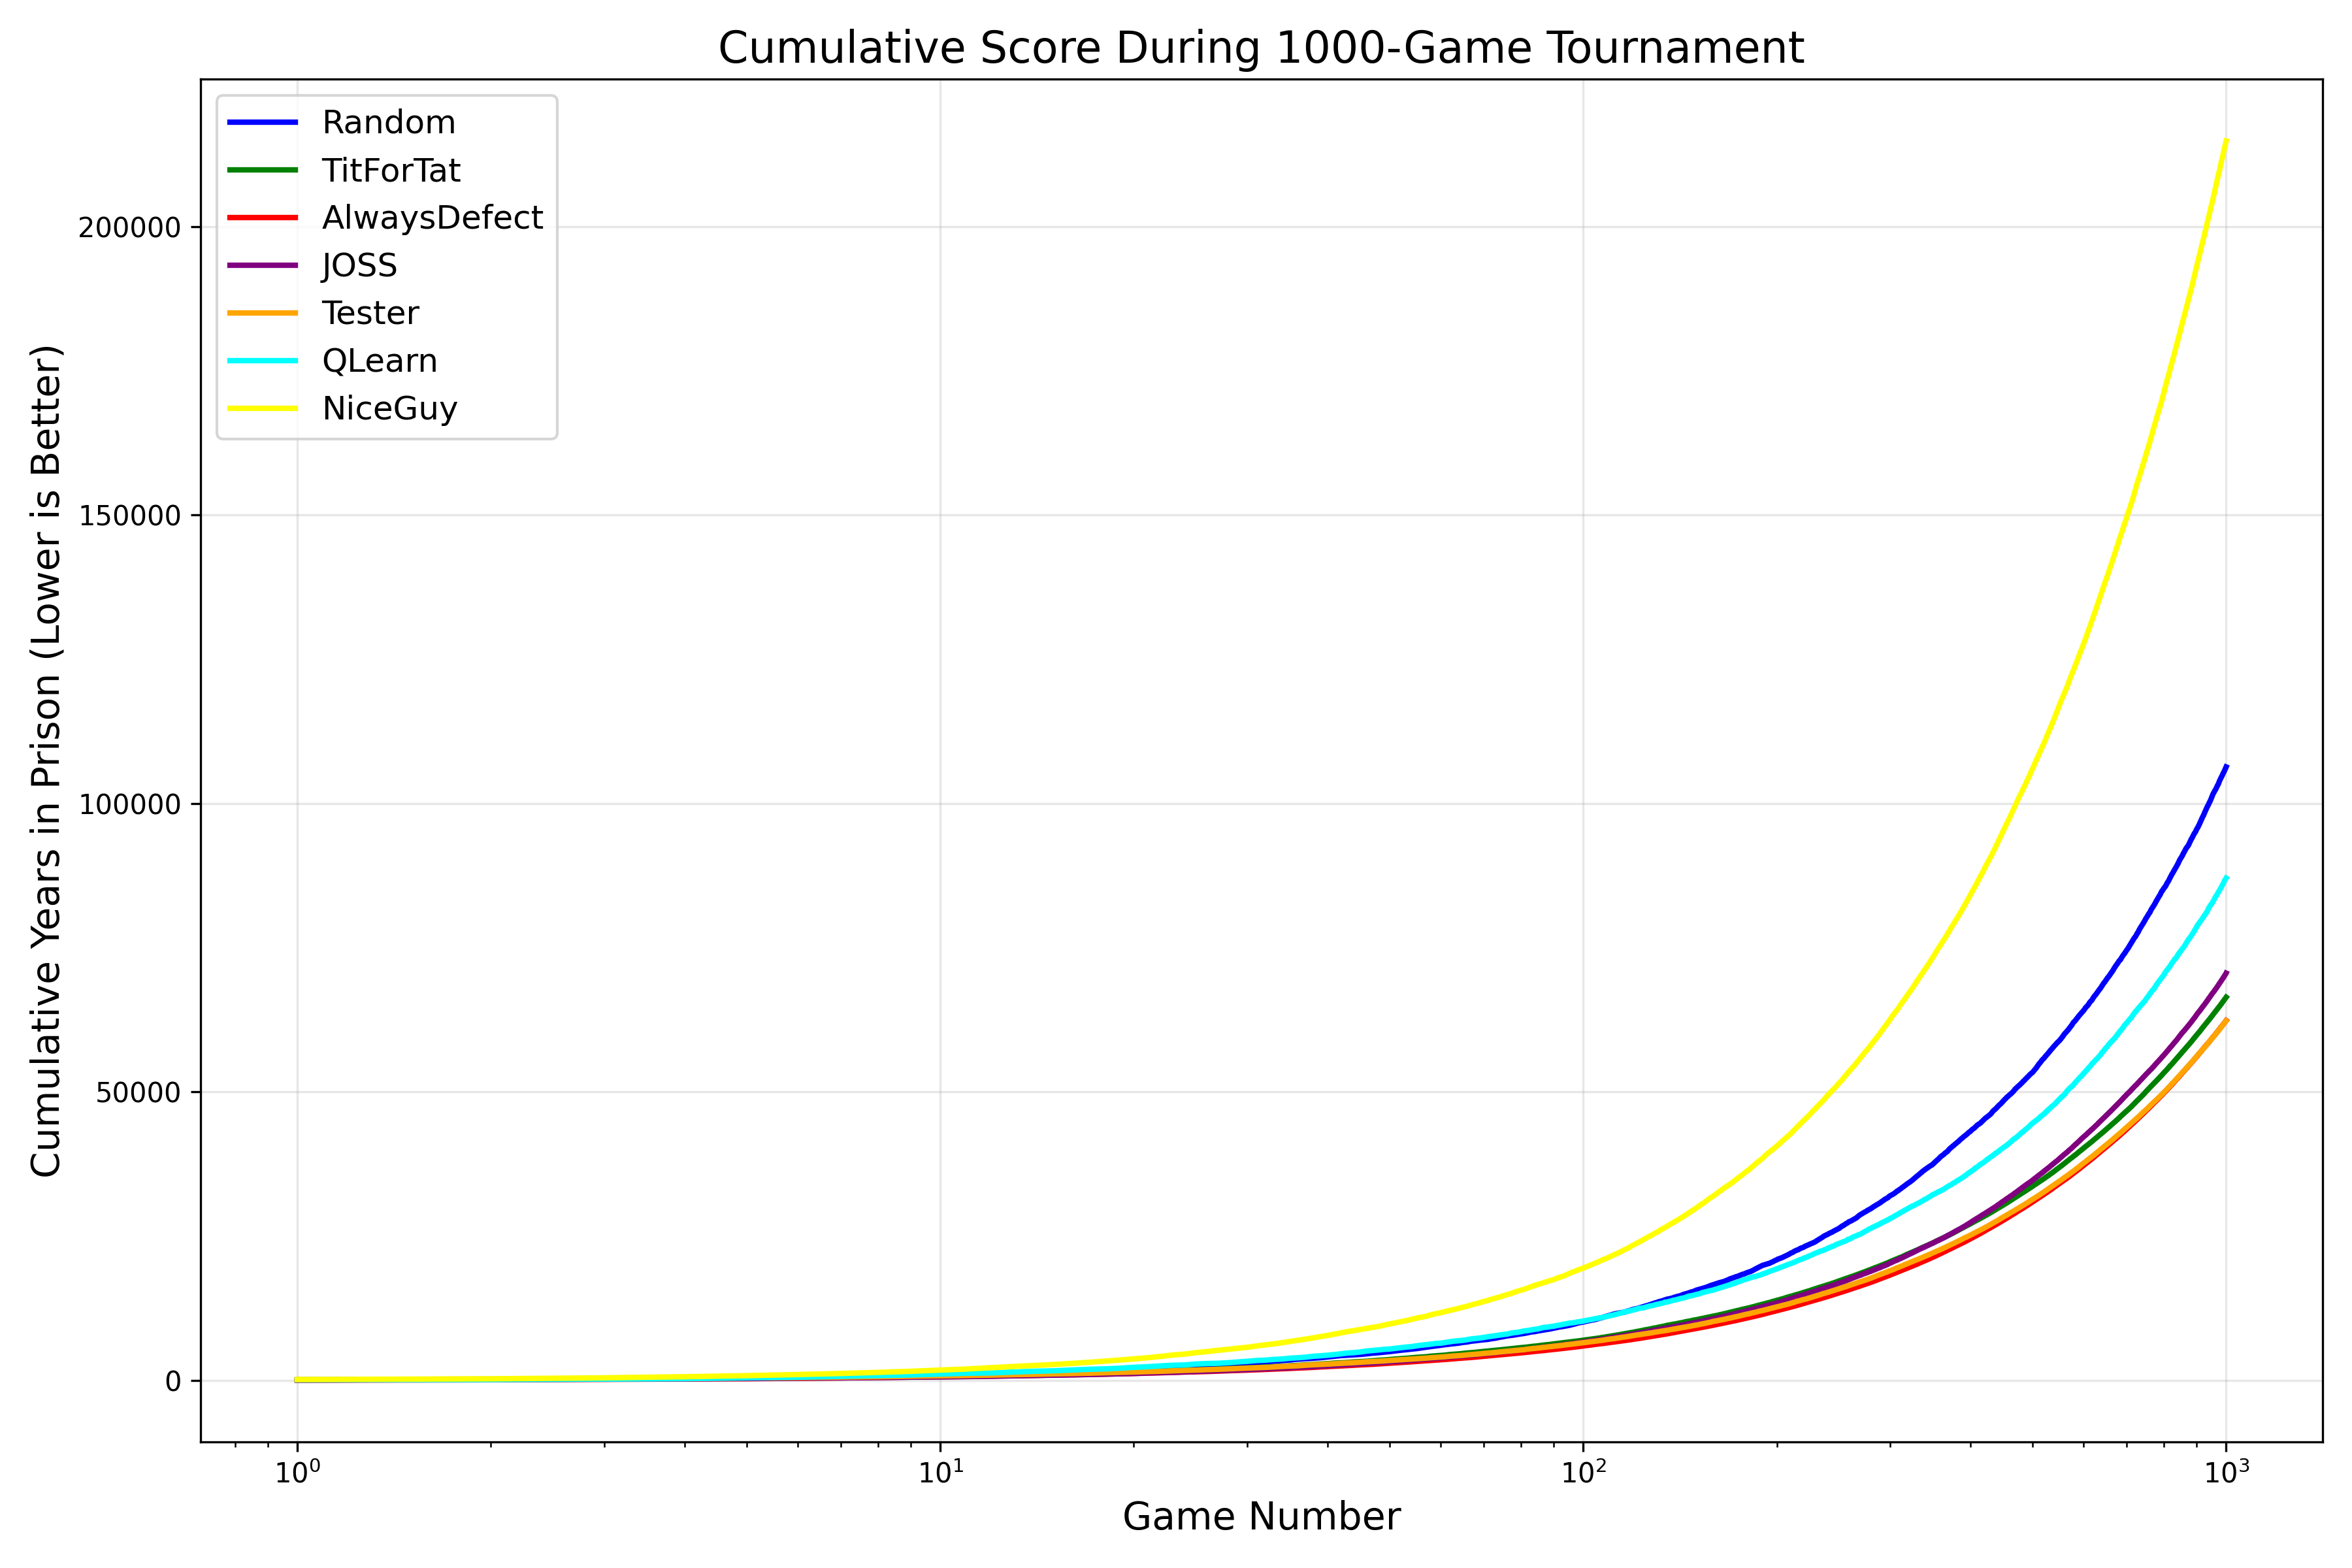 Cumulative Score During 1000-Game Tournament
Random
TitForTat
AlwaysDefect
JOSS
Tester
QLearn
NiceGuy
Cumulative Years in Prison (Lower is Better)
200000
150000
100000
50000
0
10⁰ 10¹ 10² 10³
Game Number